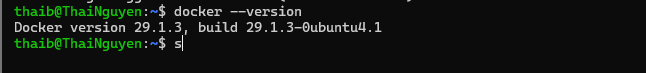 thaib@ThaiNguyen:~$ docker --version
Docker version 29.1.3, build 29.1.3-0ubuntu4.1
thaib@ThaiNguyen:~$ s